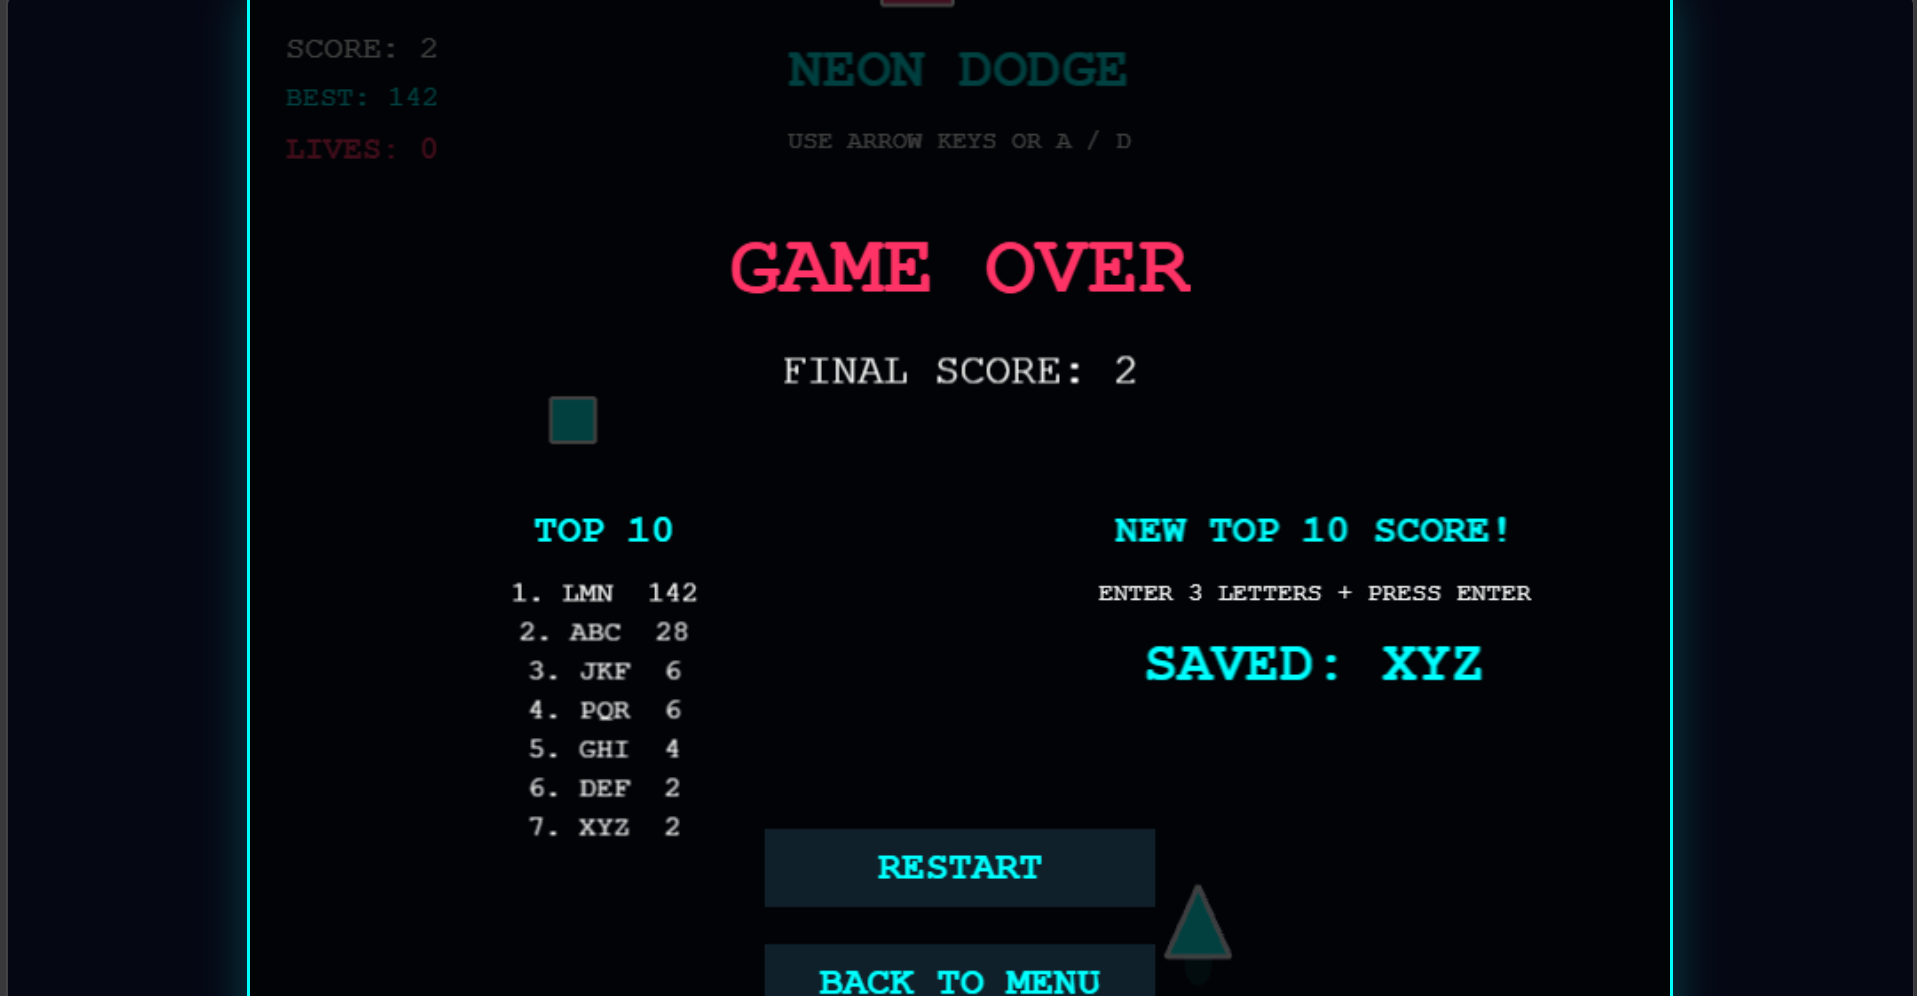 SCORE: 2
BEST: 142
LIVES: 0
NEON DODGE
USE ARROW KEYS OR A / D
GAME OVER
FINAL SCORE: 2
TOP 10
1. LMN 142
2. ABC 28
3. JKF 6
4. PQR 6
5. GHI 4
6. DEF 2
7. XYZ 2
NEW TOP 10 SCORE!
ENTER 3 LETTERS + PRESS ENTER
SAVED: XYZ
RESTART
BACK TO MENU